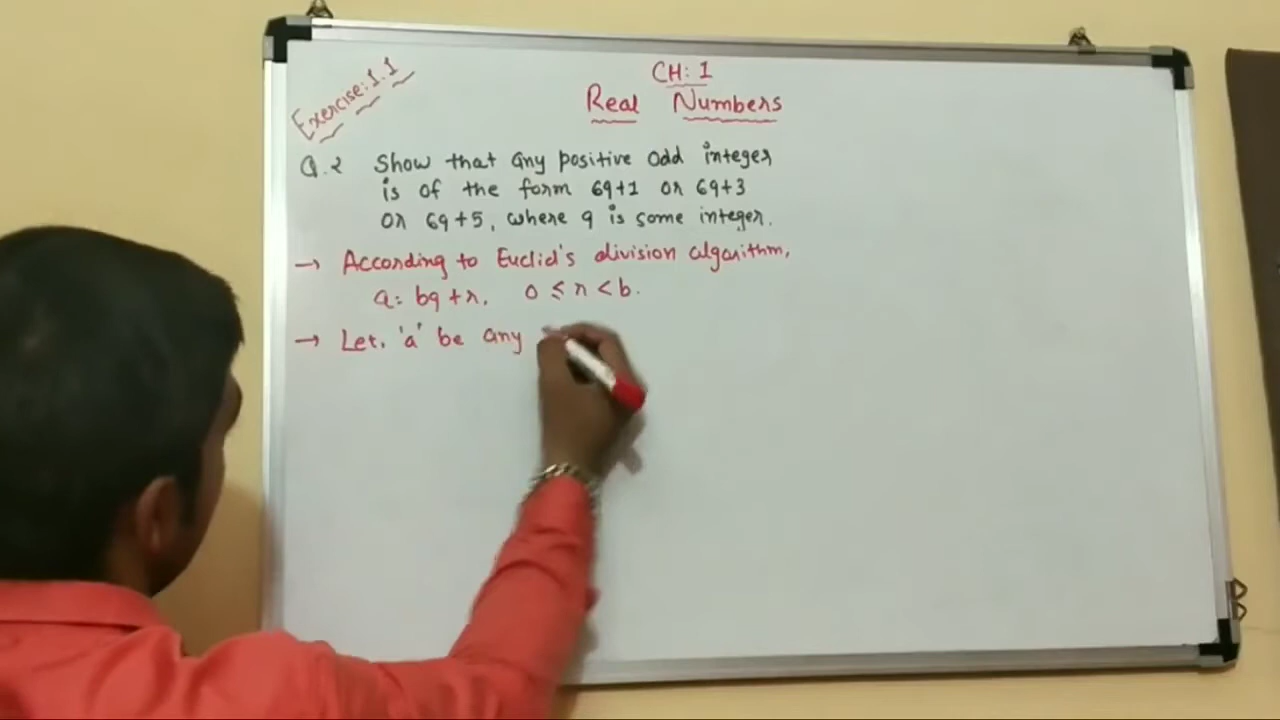 Exercise: 1.1
CH: 1
Real Numbers
Q. 2 Show that any positive odd integer
is of the form 6q+1 or 6q+3
or 6q+5, where q is some integer.
→ According to Euclid's division algorithm,
a = bq + r, 0 ≤ r < b.
→ Let, 'a' be any